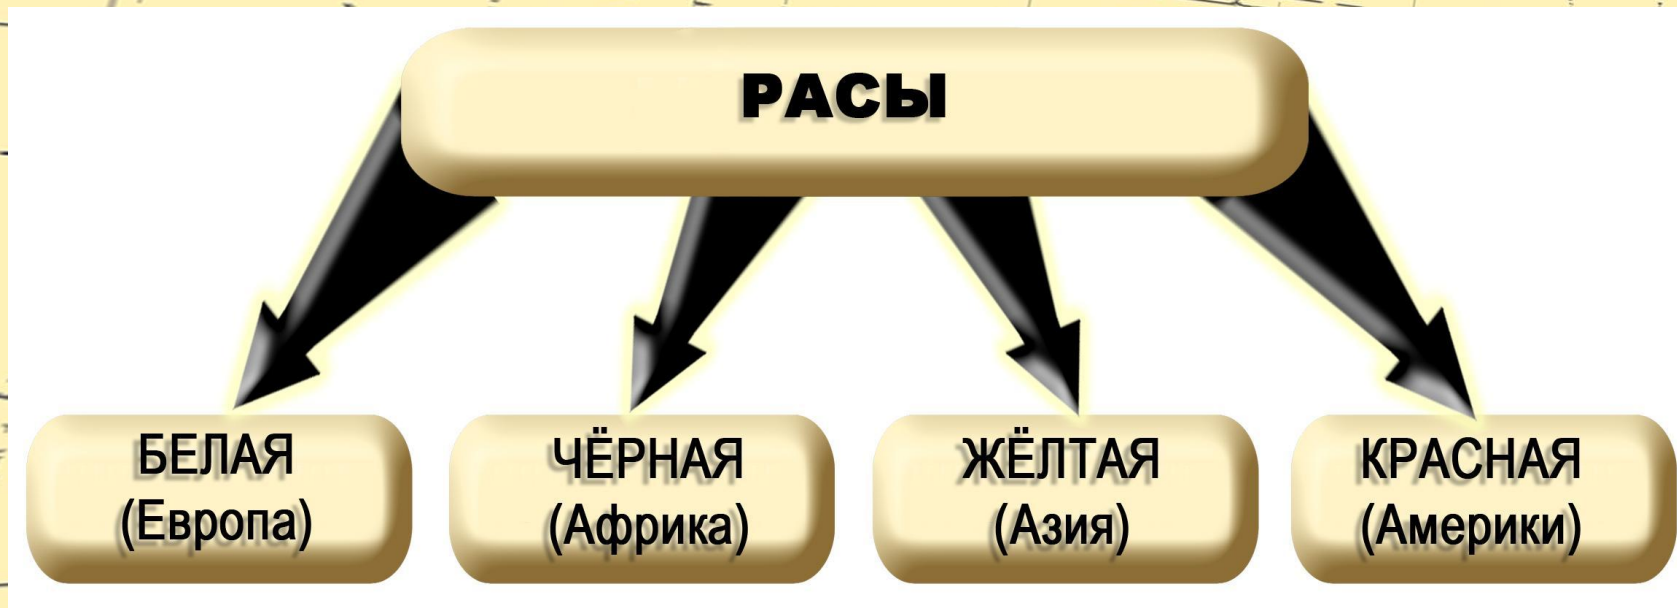 РАСЫ
БЕЛАЯ
(Европа)
ЧЁРНАЯ
(Африка)
ЖЁЛТАЯ
(Азия)
КРАСНАЯ
(Америки)